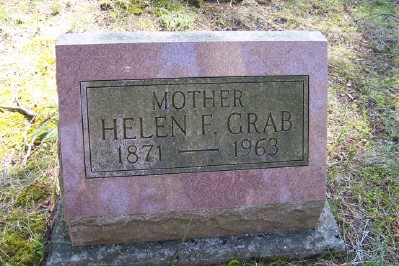 MOTHER
HELEN F. GRAB
1871 — 1963